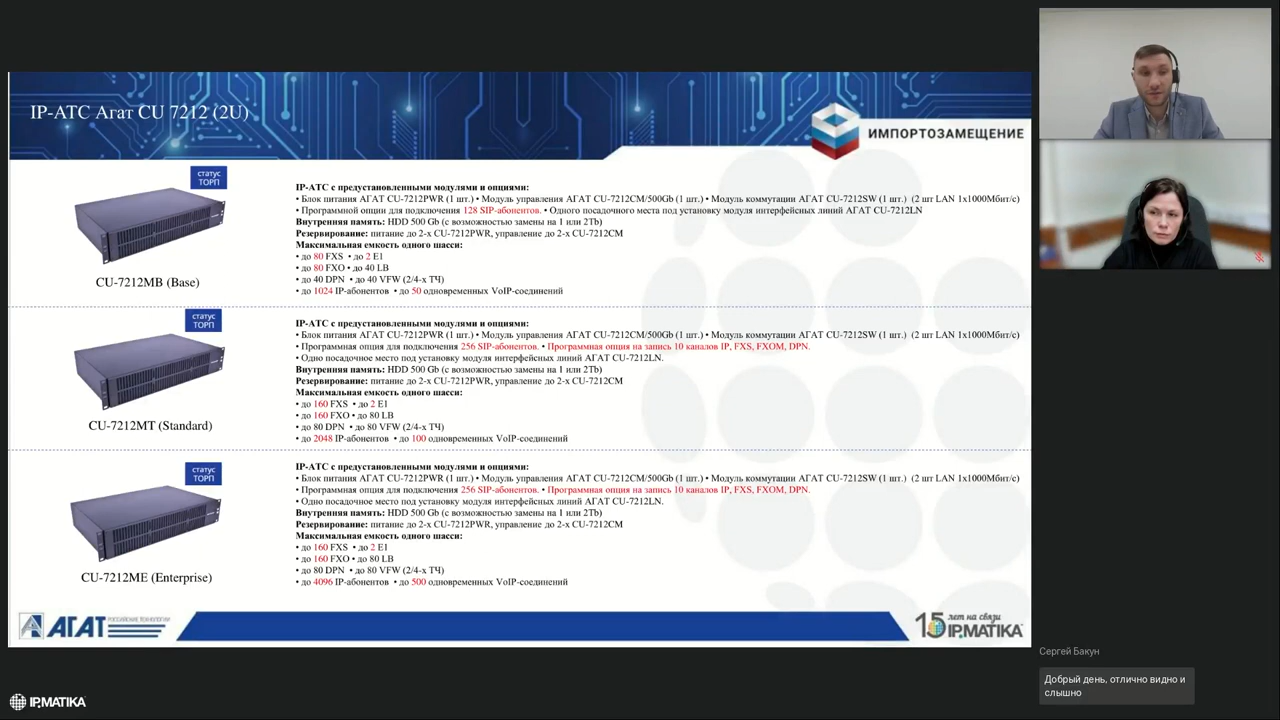 IP-АТС Агат CU 7212 (2U)
ИМПОРТОЗАМЕЩЕНИЕ
статус
ТОРП
CU-7212MB (Base)
IP-АТС с предустановленными модулями и опциями:
• Блок питания АГАТ CU-7212PWR (1 шт.) • Модуль управления АГАТ CU-7212CM/500Gb (1 шт.) • Модуль коммутации АГАТ CU-7212SW (1 шт.) (2 шт LAN 1x1000Мбит/с)
• Программной опции для подключения 128 SIP-абонентов. • Одного посадочного места под установку модуля интерфейсных линий АГАТ CU-7212LN
Внутренняя память: HDD 500 Gb (с возможностью замены на 1 или 2Tb)
Резервирование: питание до 2-х CU-7212PWR, управление до 2-х CU-7212CM
Максимальная емкость одного шасси:
• до 80 FXS • до 2 E1
• до 80 FXO • до 40 LB
• до 40 DPN • до 40 VFW (2/4-х ТЧ)
• до 1024 IP-абонентов • до 50 одновременных VoIP-соединений
статус
ТОРП
CU-7212MT (Standard)
IP-АТС с предустановленными модулями и опциями:
• Блок питания АГАТ CU-7212PWR (1 шт.) • Модуль управления АГАТ CU-7212CM/500Gb (1 шт.) • Модуль коммутации АГАТ CU-7212SW (1 шт.) (2 шт LAN 1x1000Мбит/с)
• Программная опция для подключения 256 SIP-абонентов. • Программная опция на запись 10 каналов IP, FXS, FXOM, DPN.
• Одно посадочное место под установку модуля интерфейсных линий АГАТ CU-7212LN.
Внутренняя память: HDD 500 Gb (с возможностью замены на 1 или 2Tb)
Резервирование: питание до 2-х CU-7212PWR, управление до 2-х CU-7212CM
Максимальная емкость одного шасси:
• до 160 FXS • до 2 E1
• до 160 FXO • до 80 LB
• до 80 DPN • до 80 VFW (2/4-х ТЧ)
• до 2048 IP-абонентов • до 100 одновременных VoIP-соединений
статус
ТОРП
CU-7212ME (Enterprise)
IP-АТС с предустановленными модулями и опциями:
• Блок питания АГАТ CU-7212PWR (1 шт.) • Модуль управления АГАТ CU-7212CM/500Gb (1 шт.) • Модуль коммутации АГАТ CU-7212SW (1 шт.) (2 шт LAN 1x1000Мбит/с)
• Программная опция для подключения 256 SIP-абонентов. • Программная опция на запись 10 каналов IP, FXS, FXOM, DPN.
• Одно посадочное место под установку модуля интерфейсных линий АГАТ CU-7212LN.
Внутренняя память: HDD 500 Gb (с возможностью замены на 1 или 2Tb)
Резервирование: питание до 2-х CU-7212PWR, управление до 2-х CU-7212CM
Максимальная емкость одного шасси:
• до 160 FXS • до 2 E1
• до 160 FXO • до 80 LB
• до 80 DPN • до 80 VFW (2/4-х ТЧ)
• до 4096 IP-абонентов • до 500 одновременных VoIP-соединений
АГАТ
РОССИЙСКИЕ ТЕХНОЛОГИИ
15 лет на связи
IPMATIKA
Сергей Бакун
Добрый день, отлично видно и
слышно
IPMATIKA